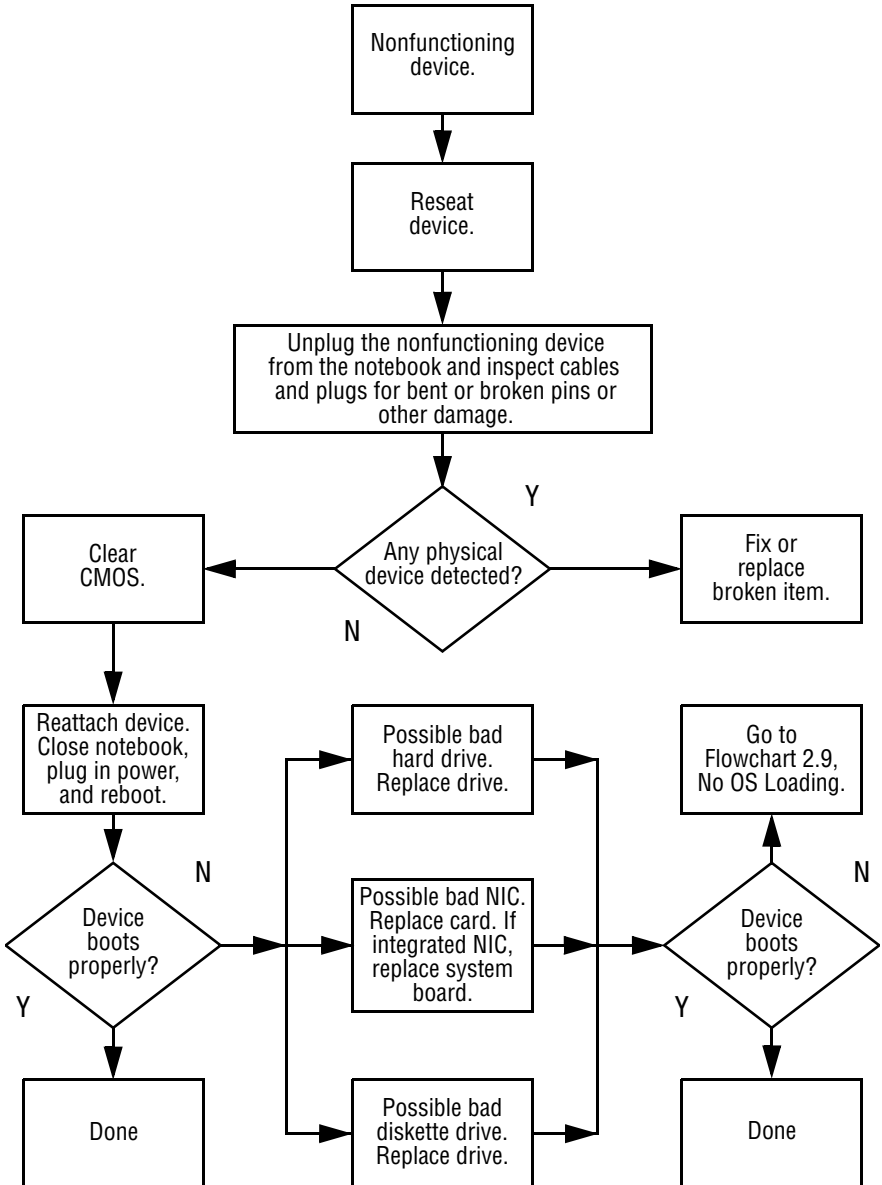 Nonfunctioning
device.
Reseat
device.
Unplug the nonfunctioning device
from the notebook and inspect cables
and plugs for bent or broken pins or
other damage.
Y
Any physical
device detected?
N
Clear
CMOS.
Fix or
replace
broken item.
Reattach device.
Close notebook,
plug in power,
and reboot.
Possible bad
hard drive.
Replace drive.
Go to
Flowchart 2.9,
No OS Loading.
N
Device
boots
properly?
Y
Possible bad NIC.
Replace card. If
integrated NIC,
replace system
board.
N
Device
boots
properly?
Y
Done
Possible bad
diskette drive.
Replace drive.
Done